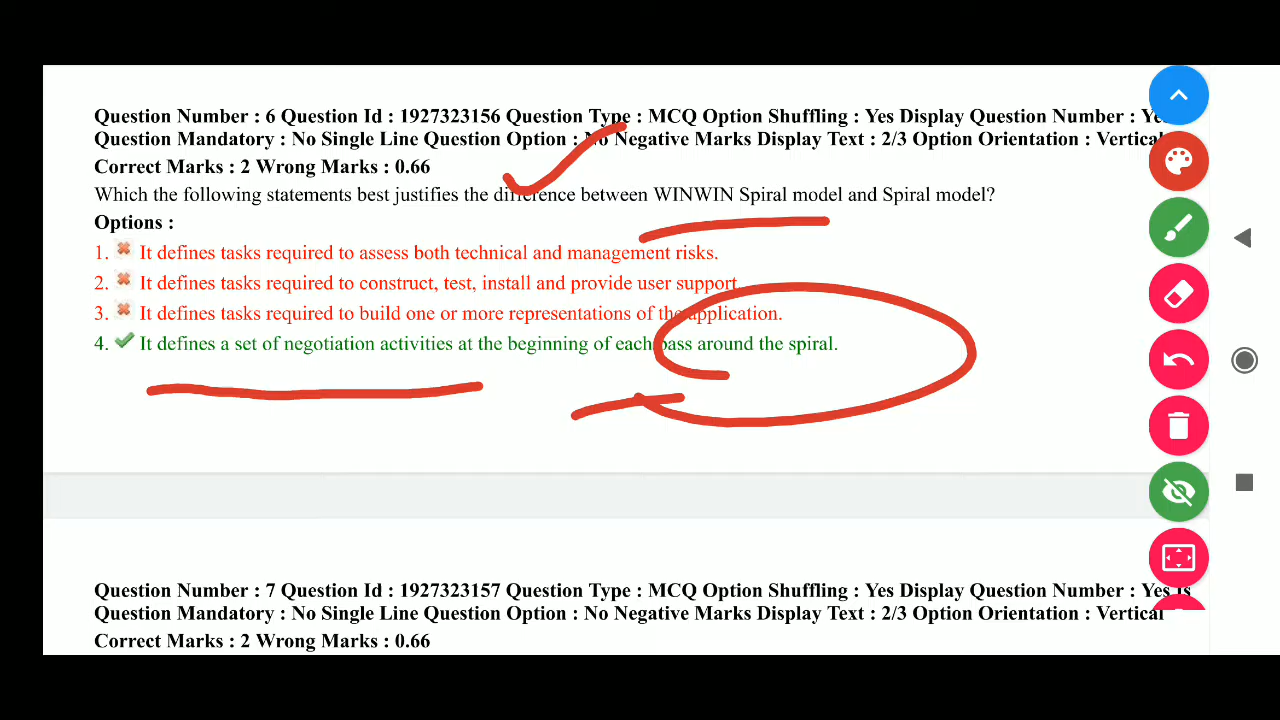 Question Number : 6 Question Id : 1927323156 Question Type : MCQ Option Shuffling : Yes Display Question Number : Yes
Question Mandatory : No Single Line Question Option : No Negative Marks Display Text : 2/3 Option Orientation : Vertical
Correct Marks : 2 Wrong Marks : 0.66
Which the following statements best justifies the difference between WINWIN Spiral model and Spiral model?
Options :
1. It defines tasks required to assess both technical and management risks.
2. It defines tasks required to construct, test, install and provide user support.
3. It defines tasks required to build one or more representations of the application.
4. It defines a set of negotiation activities at the beginning of each pass around the spiral.
Question Number : 7 Question Id : 1927323157 Question Type : MCQ Option Shuffling : Yes Display Question Number : Yes Is
Question Mandatory : No Single Line Question Option : No Negative Marks Display Text : 2/3 Option Orientation : Vertical
Correct Marks : 2 Wrong Marks : 0.66